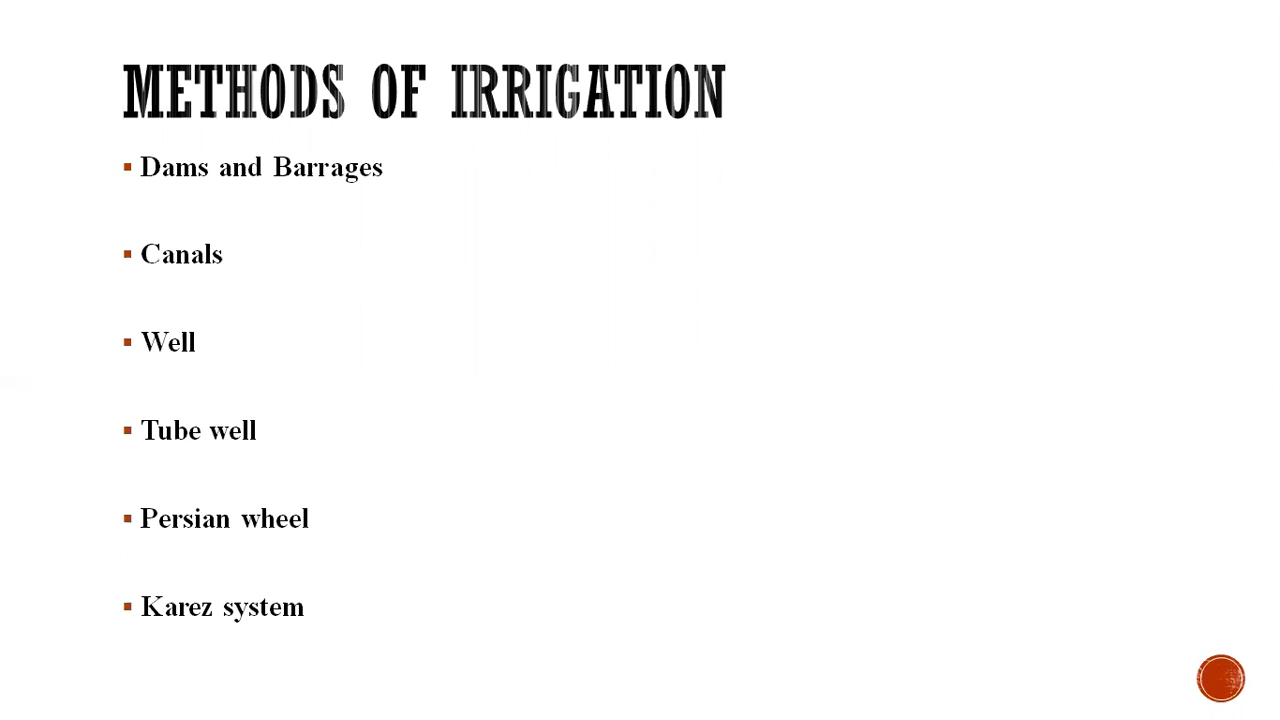 METHODS OF IRRIGATION
Dams and Barrages
Canals
Well
Tube well
Persian wheel
Karez system